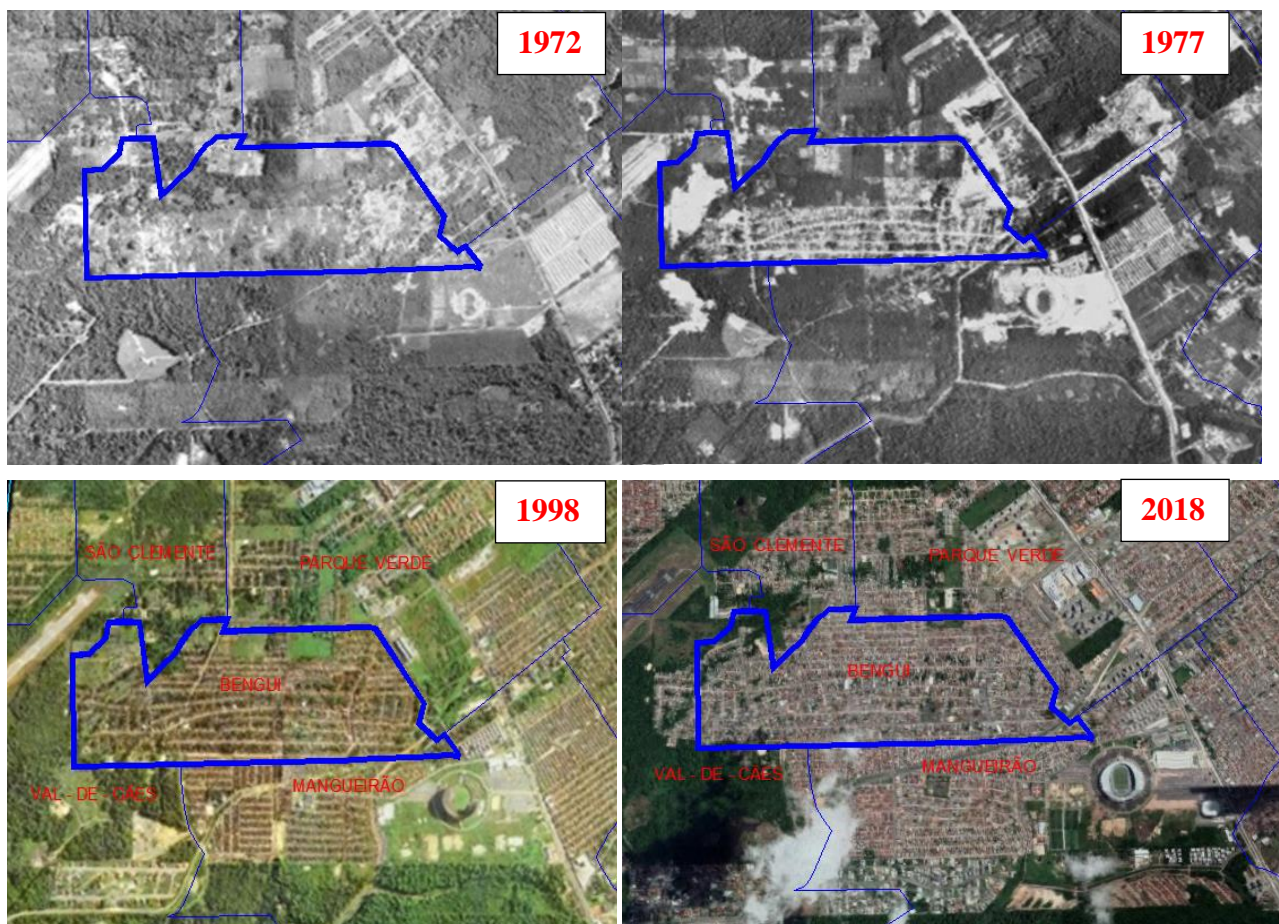 1972
1977
1998
SÃO CLEMENTE
PARQUE VERDE
BENGUI
VAL - DE - CÃES
MANGUEIRÃO
2018
SÃO CLEMENTE
PARQUE VERDE
BENGUI
VAL - DE - CÃES
MANGUEIRÃO